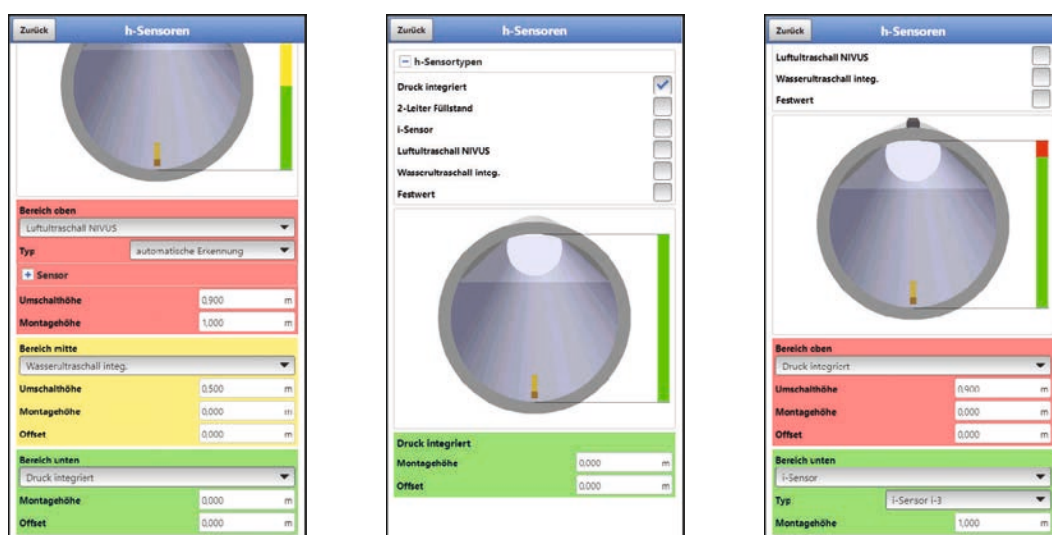 Zurück h-Sensoren
Bereich oben
Luftultraschall NIVUS
Typ automatische Erkennung
+ Sensor
Umschalthöhe 0,900 m
Montagehöhe 1,000 m
Bereich mitte
Wasserultraschall integ.
Umschalthöhe 0.500 m
Montagehöhe 0,000 m
Offset 0,000 m
Bereich unten
Druck integriert
Montagehöhe 0,000 m
Offset 0,000 m
Zurück h-Sensoren
− h-Sensortypen
Druck integriert
2-Leiter Füllstand
i-Sensor
Luftultraschall NIVUS
Wasserultraschall integ.
Festwert
Druck integriert
Montagehöhe 0,000 m
Offset 0,000 m
Zurück h-Sensoren
Luftultraschall NIVUS
Wasserultraschall integ.
Festwert
Bereich oben
Druck integriert
Umschalthöhe 0,900 m
Montagehöhe 0,000 m
Offset 0,000 m
Bereich unten
i-Sensor
Typ i-Sensor i-3
Montagehöhe 1,000 m